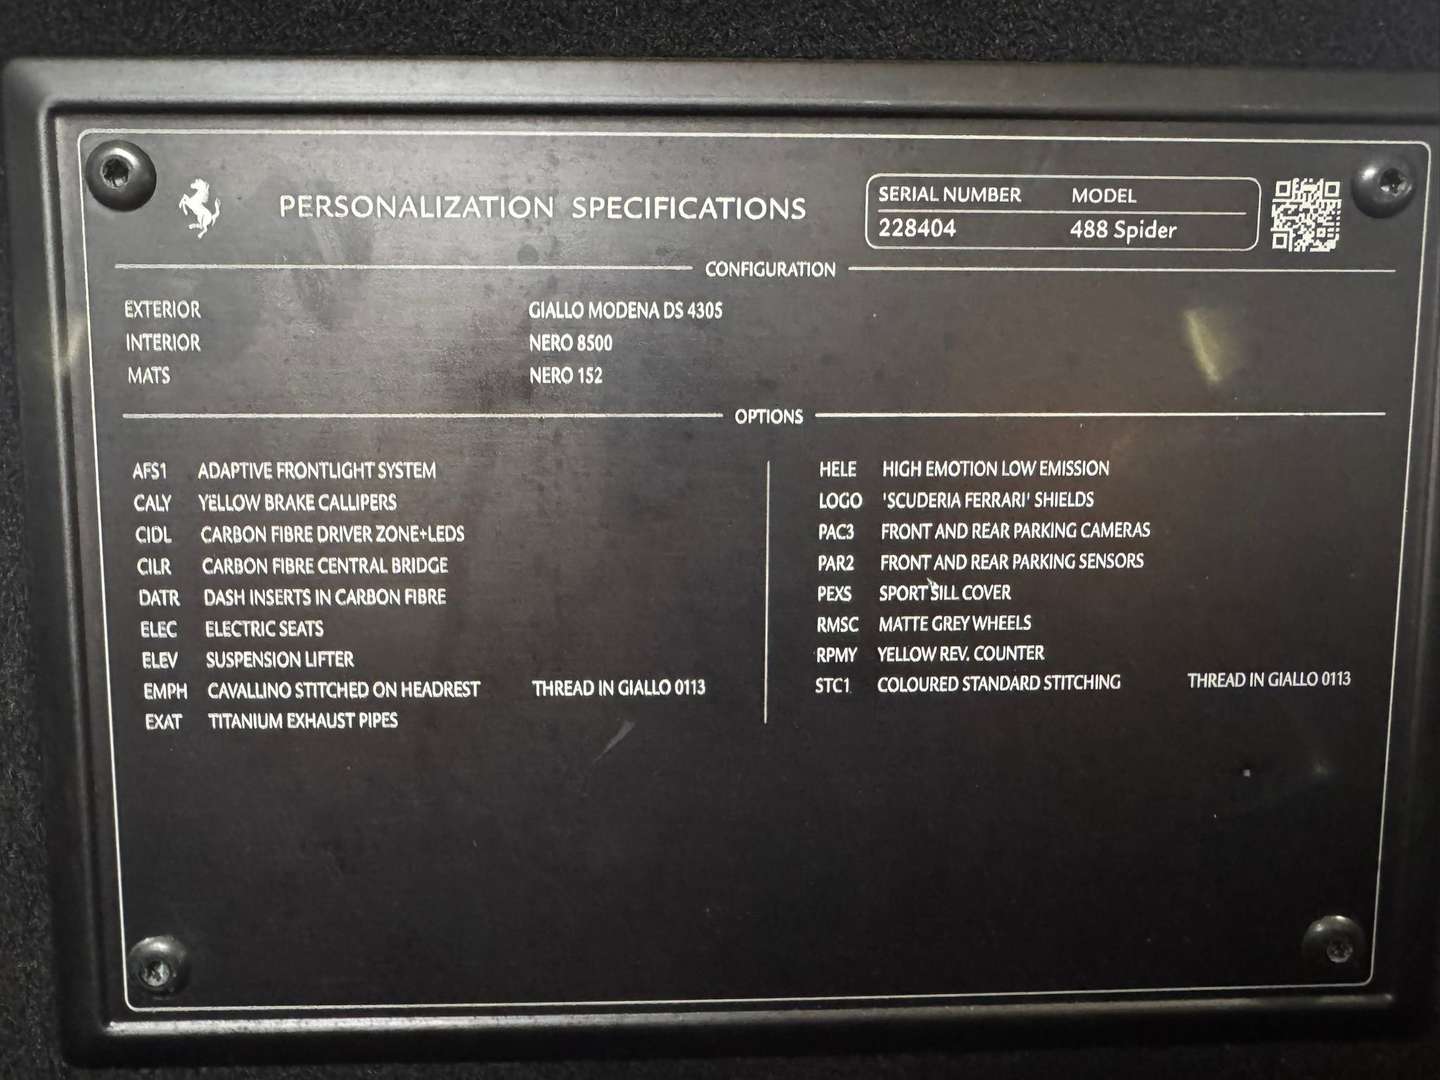 PERSONALIZATION SPECIFICATIONS
SERIAL NUMBER MODEL
228404 488 Spider
CONFIGURATION
EXTERIOR GIALLO MODENA DS 4305
INTERIOR NERO 8500
MATS NERO 152
OPTIONS
AFS1 ADAPTIVE FRONTLIGHT SYSTEM
CALY YELLOW BRAKE CALLIPERS
CIDL CARBON FIBRE DRIVER ZONE+LEDS
CILR CARBON FIBRE CENTRAL BRIDGE
DATR DASH INSERTS IN CARBON FIBRE
ELEC ELECTRIC SEATS
ELEV SUSPENSION LIFTER
EMPH CAVALLINO STITCHED ON HEADREST THREAD IN GIALLO 0113
EXAT TITANIUM EXHAUST PIPES
HELE HIGH EMOTION LOW EMISSION
LOGO 'SCUDERIA FERRARI' SHIELDS
PAC3 FRONT AND REAR PARKING CAMERAS
PAR2 FRONT AND REAR PARKING SENSORS
PEXS SPORT SILL COVER
RMSC MATTE GREY WHEELS
RPMY YELLOW REV. COUNTER
STC1 COLOURED STANDARD STITCHING THREAD IN GIALLO 0113